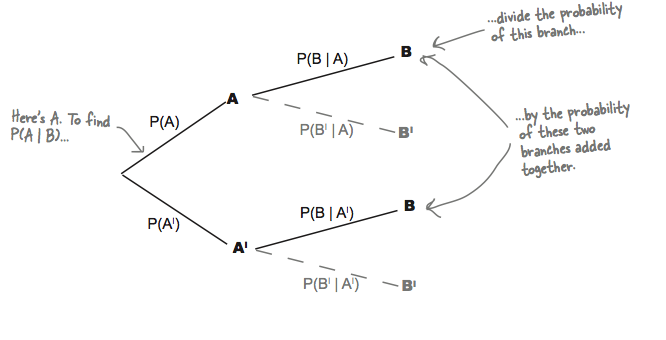 ...divide the probability
of this branch...
B
P(B | A)
A
Here's A. To find
P(A | B)...
P(A)
P(B' | A)
B'
...by the probability
of these two
branches added
together.
P(A')
P(B | A')
B
A'
P(B' | A')
B'